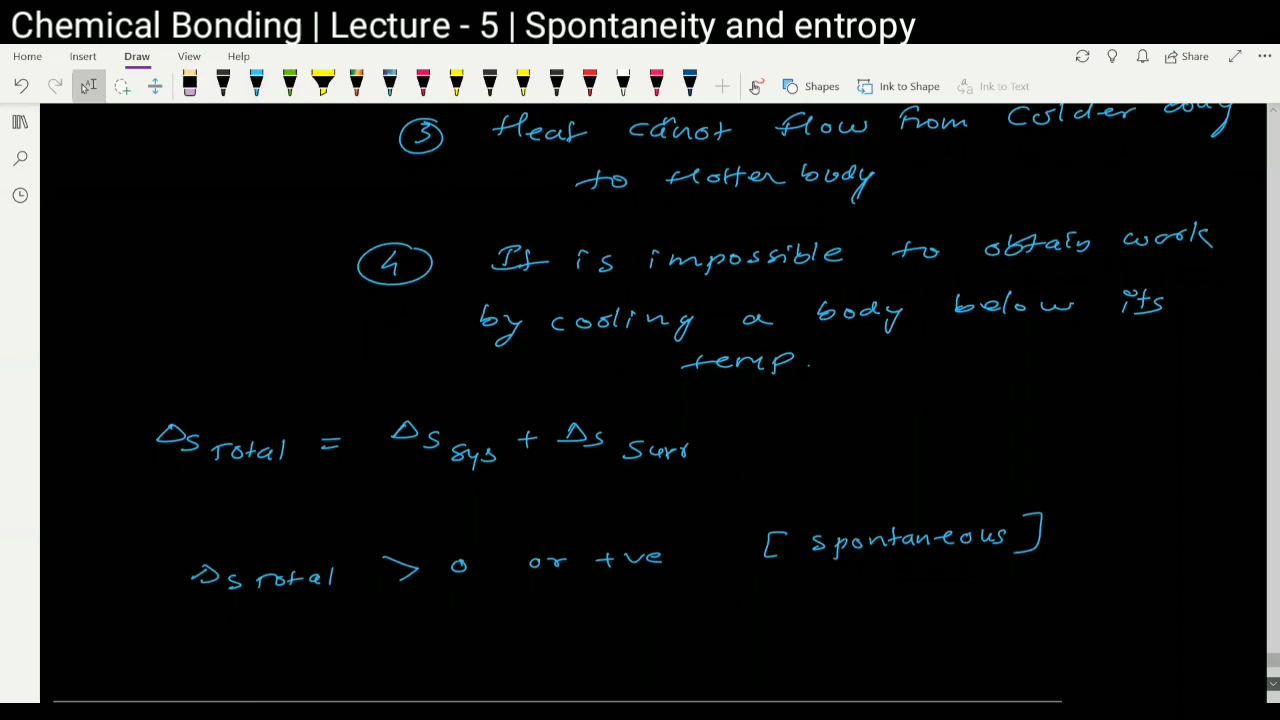 Chemical Bonding | Lecture - 5 | Spontaneity and entropy
Home Insert Draw View Help
Share
Shapes Ink to Shape Ink to Text
3 Heat cannot flow from colder body
to hotter body
4 It is impossible to obtain work
by cooling a body below its
temp.
ΔS Total = ΔS sys + ΔS surr
ΔS Total > 0 or +ve [spontaneous]